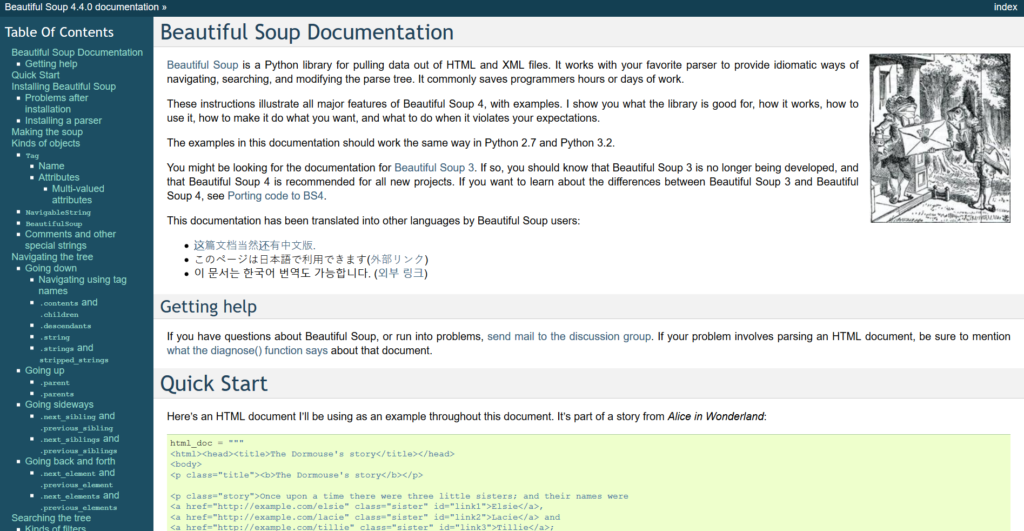 Beautiful Soup 4.4.0 documentation »
index
Table Of Contents
Beautiful Soup Documentation
Getting help
Quick Start
Installing Beautiful Soup
Problems after
installation
Installing a parser
Making the soup
Kinds of objects
Tag
Name
Attributes
Multi-valued
attributes
NavigableString
BeautifulSoup
Comments and other
special strings
Navigating the tree
Going down
Navigating using tag
names
.contents and
.children
.descendants
.string
.strings and
stripped_strings
Going up
.parent
.parents
Going sideways
.next_sibling and
.previous_sibling
.next_siblings and
.previous_siblings
Going back and forth
.next_element and
.previous_element
.next_elements and
.previous_elements
Searching the tree
Kinds of filters
Beautiful Soup Documentation
Beautiful Soup is a Python library for pulling data out of HTML and XML files. It works with your favorite parser to provide idiomatic ways of
navigating, searching, and modifying the parse tree. It commonly saves programmers hours or days of work.
These instructions illustrate all major features of Beautiful Soup 4, with examples. I show you what the library is good for, how it works, how to
use it, how to make it do what you want, and what to do when it violates your expectations.
The examples in this documentation should work the same way in Python 2.7 and Python 3.2.
You might be looking for the documentation for Beautiful Soup 3. If so, you should know that Beautiful Soup 3 is no longer being developed, and
that Beautiful Soup 4 is recommended for all new projects. If you want to learn about the differences between Beautiful Soup 3 and Beautiful
Soup 4, see Porting code to BS4.
This documentation has been translated into other languages by Beautiful Soup users:
这篇文档当然还有中文版.
このページは日本語で利用できます(外部リンク)
이 문서는 한국어 번역도 가능합니다. (외부 링크)
Getting help
If you have questions about Beautiful Soup, or run into problems, send mail to the discussion group. If your problem involves parsing an HTML document, be sure to mention
what the diagnose() function says about that document.
Quick Start
Here's an HTML document I'll be using as an example throughout this document. It's part of a story from Alice in Wonderland:
html_doc = """
<html><head><title>The Dormouse's story</title></head>
<body>
<p class="title"><b>The Dormouse's story</b></p>
<p class="story">Once upon a time there were three little sisters; and their names were
<a href="http://example.com/elsie" class="sister" id="link1">Elsie</a>,
<a href="http://example.com/lacie" class="sister" id="link2">Lacie</a> and
<a href="http://example.com/tillie" class="sister" id="link3">Tillie</a>;